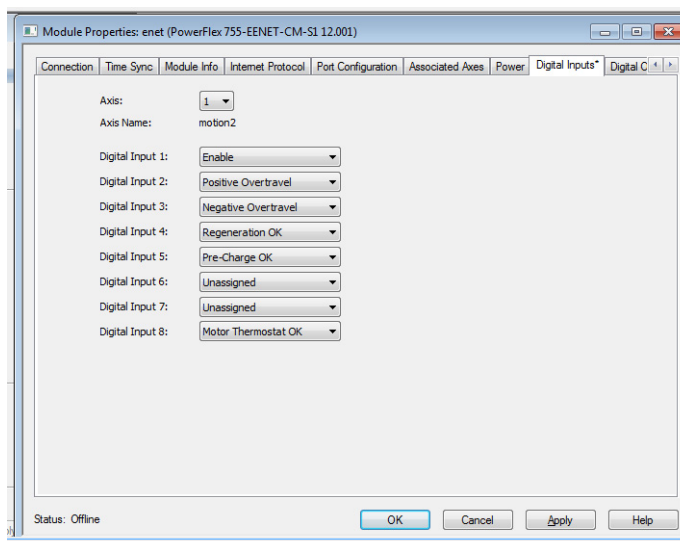 Module Properties: enet (PowerFlex 755-EENET-CM-S1 12.001)
Connection Time Sync Module Info Internet Protocol Port Configuration Associated Axes Power Digital Inputs* Digital O
Axis: 1
Axis Name: motion2
Digital Input 1: Enable
Digital Input 2: Positive Overtravel
Digital Input 3: Negative Overtravel
Digital Input 4: Regeneration OK
Digital Input 5: Pre-Charge OK
Digital Input 6: Unassigned
Digital Input 7: Unassigned
Digital Input 8: Motor Thermostat OK
Status: Offline
OK Cancel Apply Help